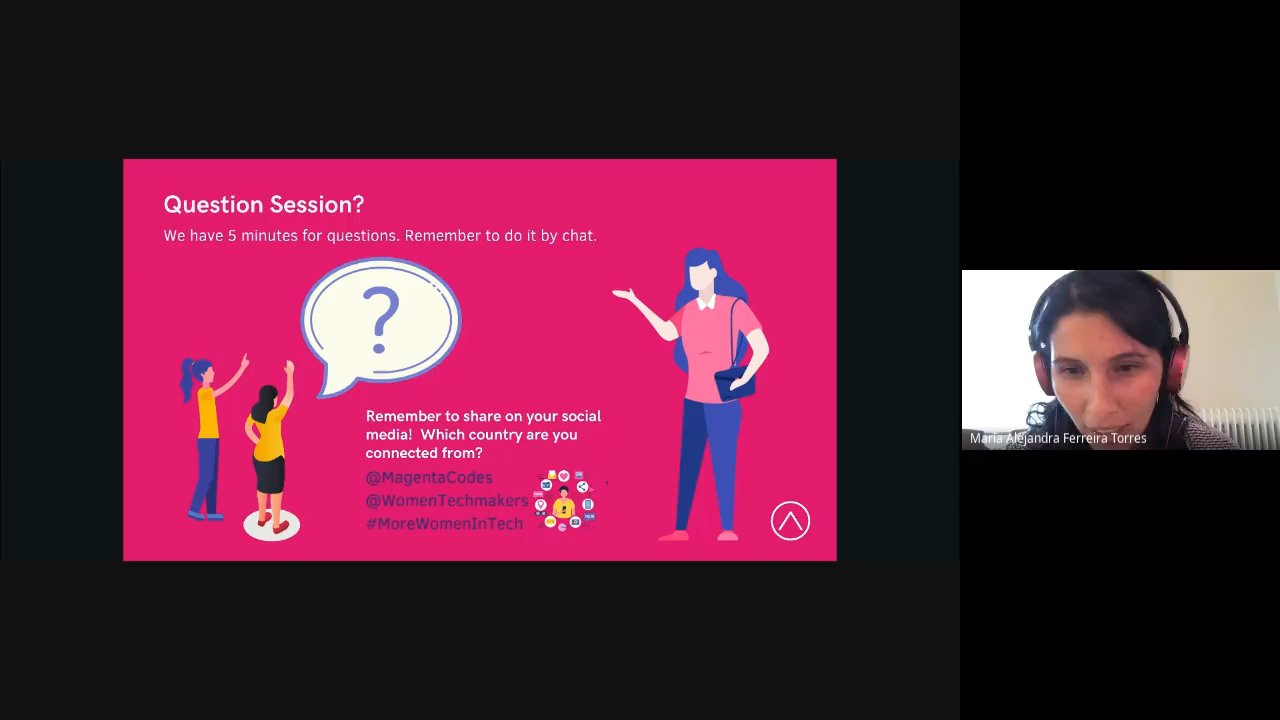 Question Session?
We have 5 minutes for questions. Remember to do it by chat.
?
Remember to share on your social
media! Which country are you
connected from?
@MagentaCodes
@WomenTechmakers
#MoreWomenInTech
Maria Alejandra Ferreira Torres